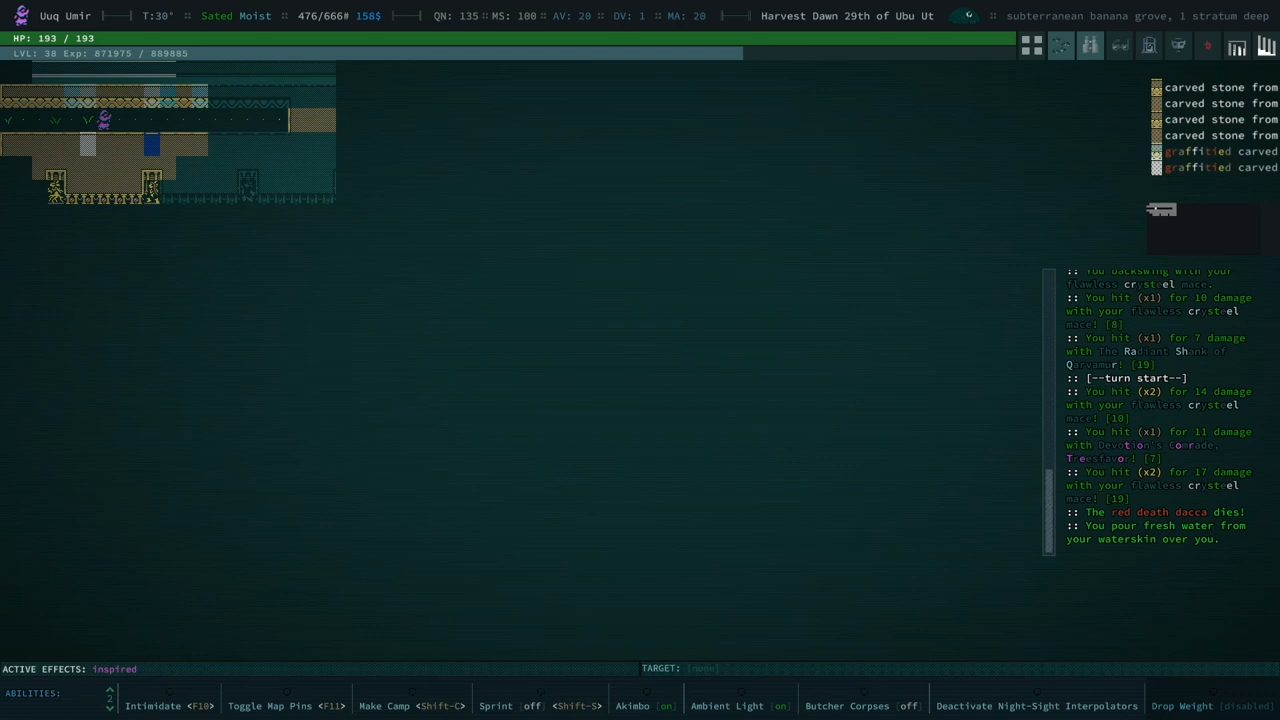 Uuq Umir T:30° :: Sated Moist :: 476/666# 158$ QN: 135 :: MS: 100 :: AV: 20 :: DV: 1 :: MA: 20 Harvest Dawn 29th of Ubu Ut :: subterranean banana grove, 1 stratum deep
HP: 193 / 193
LVL: 38 Exp: 871975 / 889885
carved stone from
carved stone from
carved stone from
carved stone from
graffitied carved
graffitied carved
:: You backswing with your
flawless crysteel mace.
:: You hit (x1) for 10 damage
with your flawless crysteel
mace! [8]
:: You hit (x1) for 7 damage
with The Radiant Shank of
Qarvamur! [19]
:: [--turn start--]
:: You hit (x2) for 14 damage
with your flawless crysteel
mace! [10]
:: You hit (x1) for 11 damage
with Devotion's Comrade,
Treesfavor! [7]
:: You hit (x2) for 17 damage
with your flawless crysteel
mace! [19]
:: The red death dacca dies!
:: You pour fresh water from
your waterskin over you.
ACTIVE EFFECTS: inspired TARGET: [none]
ABILITIES: 2 Intimidate <F10> Toggle Map Pins <F11> Make Camp <Shift-C> Sprint [off] <Shift-S> Akimbo [on] Ambient Light [on] Butcher Corpses [off] Deactivate Night-Sight Interpolators Drop Weight [disabled]